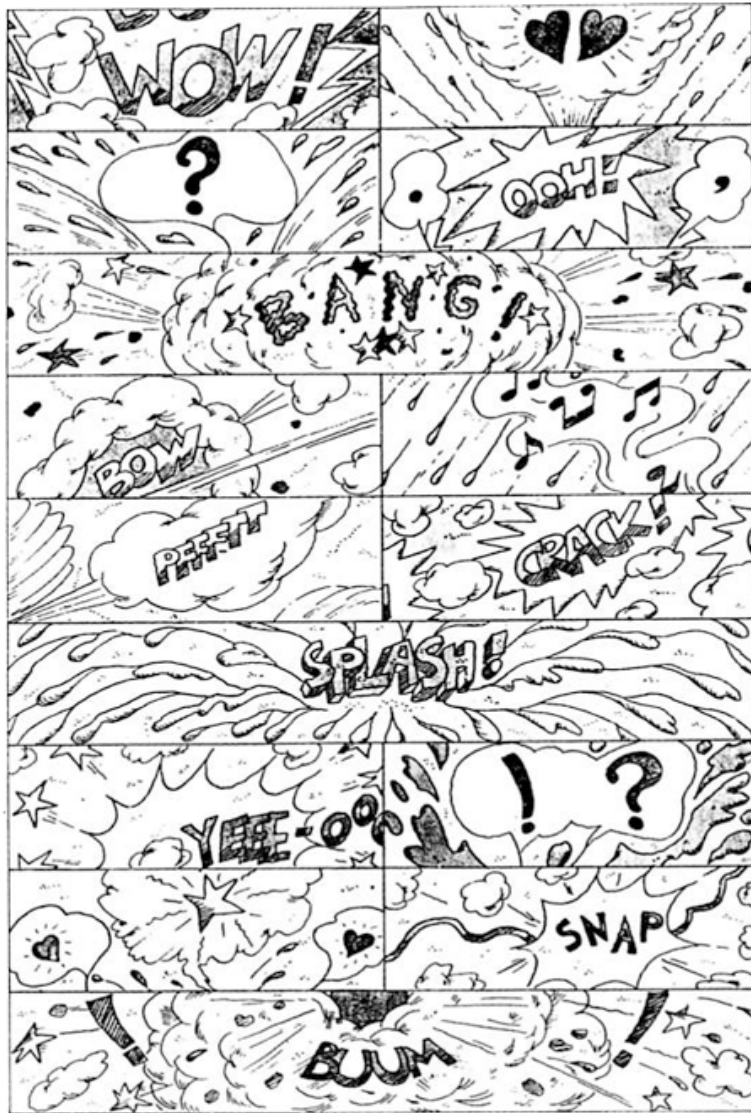 WOW!
?
OOH!
,
BANG!
BOW
PFFFTT
CRACK!
SPLASH!
YEEE-OOO
! ?
SNAP
! !
BUUM